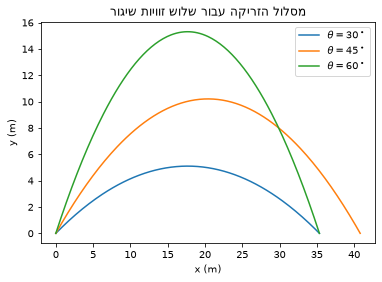 מסלול הזריקה עבור שלוש זוויות שיגור
16
14
12
10
8
6
4
2
0
y (m)
θ = 30°
θ = 45°
θ = 60°
0 5 10 15 20 25 30 35 40
x (m)